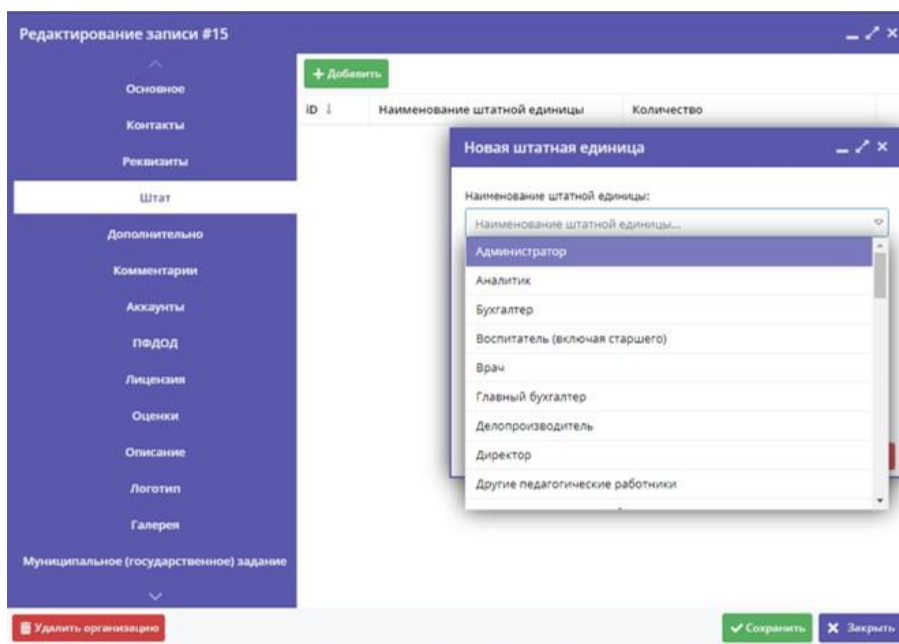 Редактирование записи #15
Основное
Контакты
Реквизиты
Штат
Дополнительно
Комментарии
Аккаунты
ПФДОД
Лицензия
Оценки
Описание
Логотип
Галерея
Муниципальное (государственное) задание
Удалить организацию
+ Добавить
ID ↓ Наименование штатной единицы Количество
Новая штатная единица
Наименование штатной единицы:
Наименование штатной единицы...
Администратор
Аналитик
Бухгалтер
Воспитатель (включая старшего)
Врач
Главный бухгалтер
Делопроизводитель
Директор
Другие педагогические работники
Сохранить
Закрыть